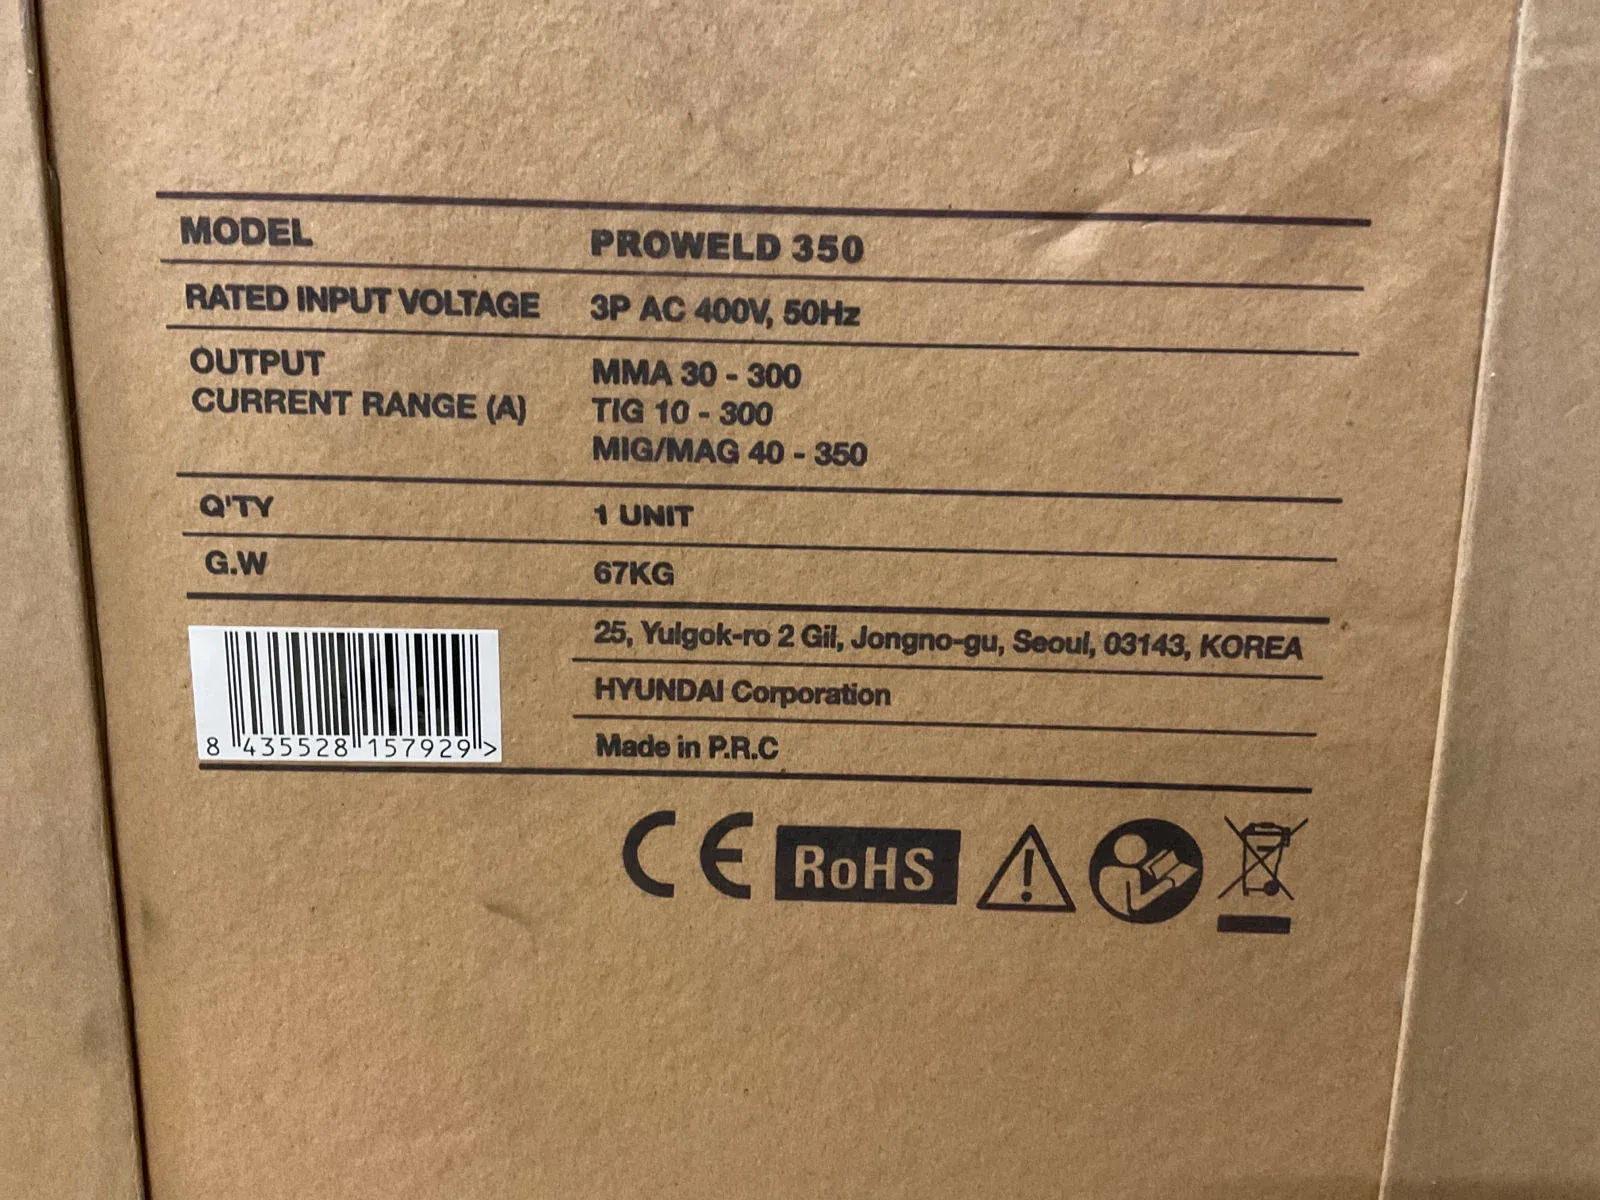 MODEL PROWELD 350
RATED INPUT VOLTAGE 3P AC 400V, 50Hz
OUTPUT
CURRENT RANGE (A)
MMA 30 - 300
TIG 10 - 300
MIG/MAG 40 - 350
Q'TY 1 UNIT
G.W 67KG
25, Yulgok-ro 2 Gil, Jongno-gu, Seoul, 03143, KOREA
HYUNDAI Corporation
Made in P.R.C
8 435528 157929 >
CE RoHS